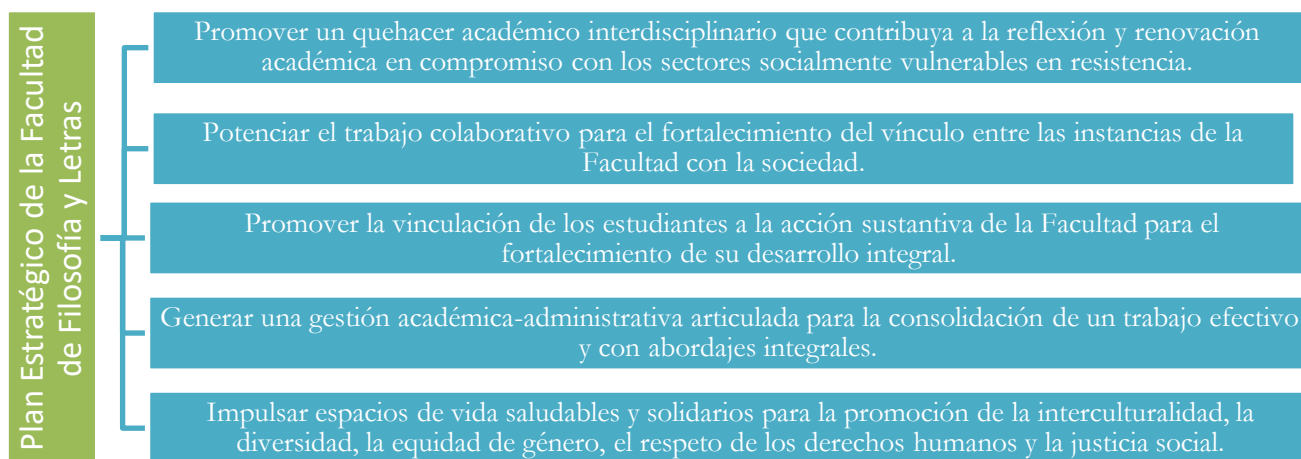 Plan Estratégico de la Facultad
de Filosofía y Letras
Promover un quehacer académico interdisciplinario que contribuya a la reflexión y renovación
académica en compromiso con los sectores socialmente vulnerables en resistencia.
Potenciar el trabajo colaborativo para el fortalecimiento del vínculo entre las instancias de la
Facultad con la sociedad.
Promover la vinculación de los estudiantes a la acción sustantiva de la Facultad para el
fortalecimiento de su desarrollo integral.
Generar una gestión académica-administrativa articulada para la consolidación de un trabajo efectivo
y con abordajes integrales.
Impulsar espacios de vida saludables y solidarios para la promoción de la interculturalidad, la
diversidad, la equidad de género, el respeto de los derechos humanos y la justicia social.